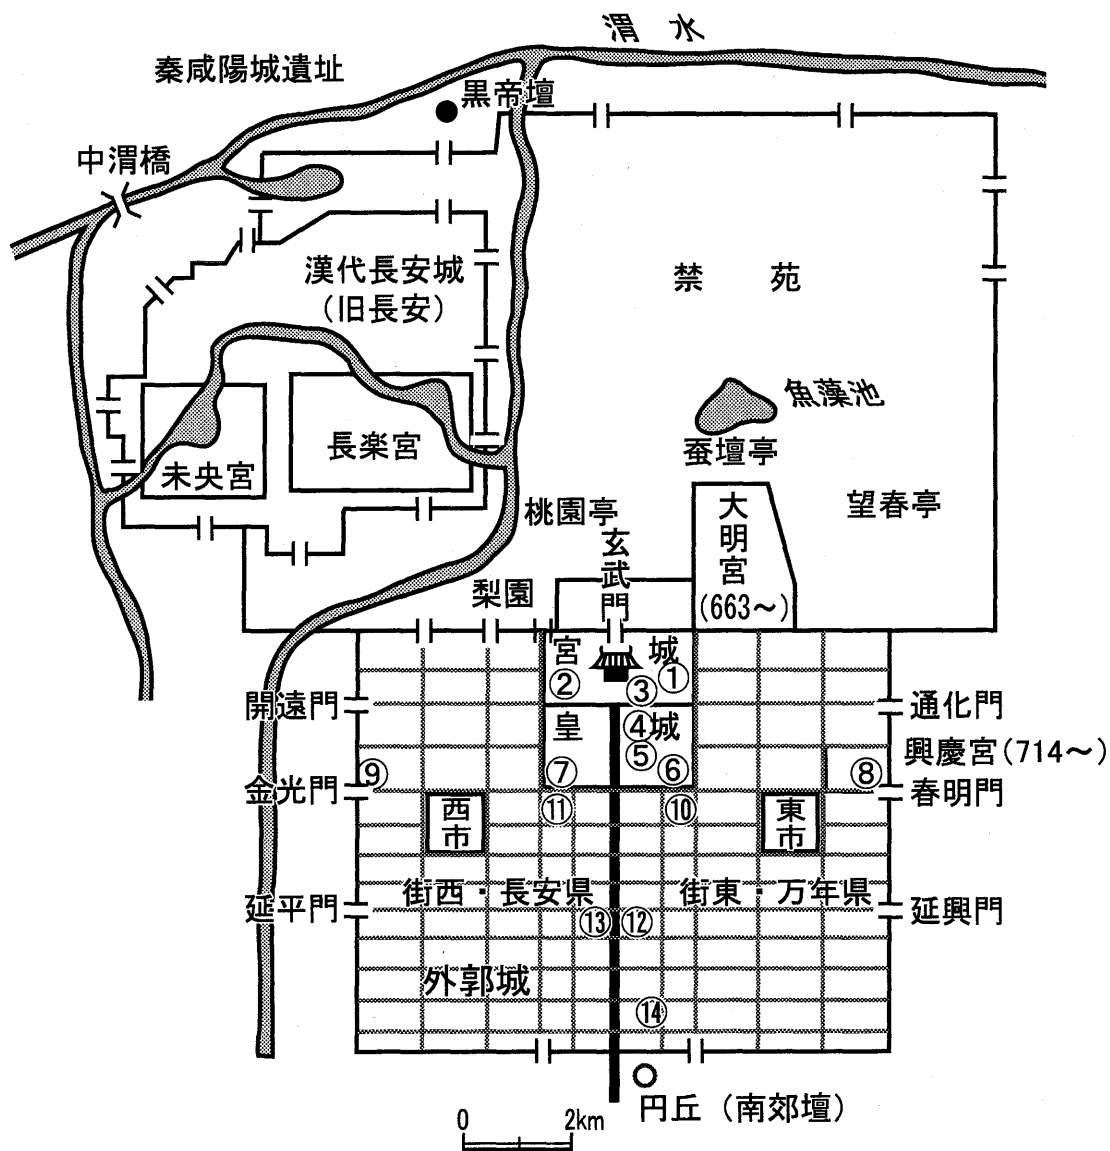 渭水
秦咸陽城遺址
黒帝壇
中渭橋
漢代長安城
（旧長安）
禁苑
魚藻池
蚕壇亭
未央宮
長楽宮
桃園亭
玄武門
大明宮
(663～)
望春亭
梨園
宮城
①
②
③
皇城
④
⑤
⑥
⑦
開遠門
通化門
興慶宮(714～)
⑧
⑨
金光門
春明門
⑩
⑪
西市
東市
街西・長安県
街東・万年県
延平門
延興門
⑫
⑬
外郭城
⑭
円丘（南郊壇）
0 2km